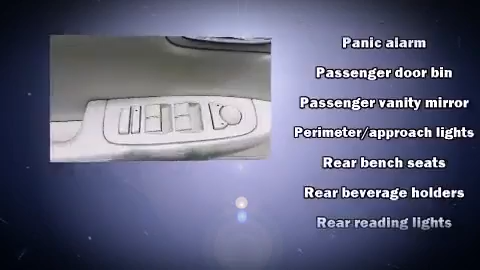 Panic alarm
Passenger door bin
Passenger vanity mirror
Perimeter/approach lights
Rear bench seats
Rear beverage holders
Rear reading lights